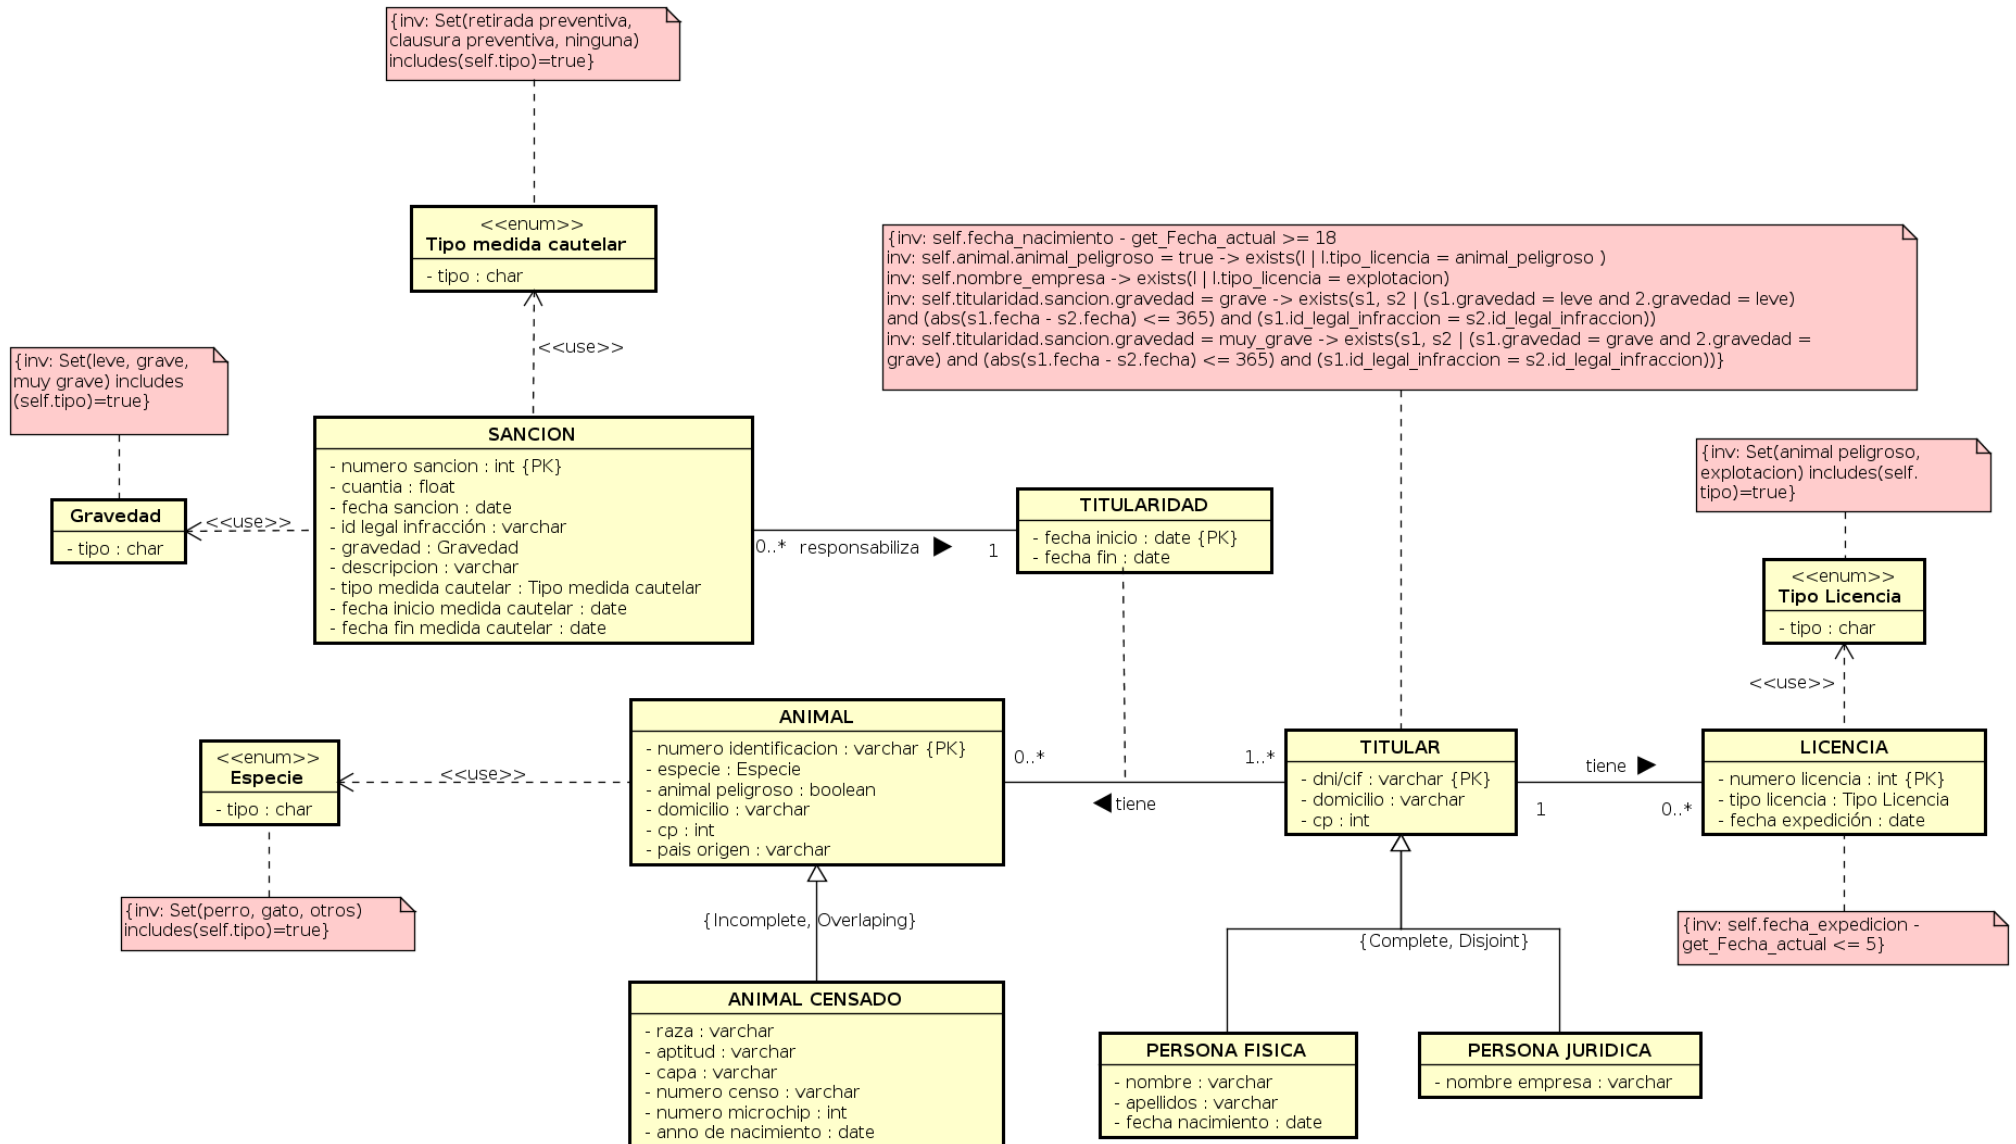 {inv: Set(retirada preventiva,
clausura preventiva, ninguna)
includes(self.tipo)=true}
<<enum>>
Tipo medida cautelar
- tipo : char
<<use>>
{inv: self.fecha_nacimiento - get_Fecha_actual >= 18
inv: self.animal.animal_peligroso = true -> exists(l | l.tipo_licencia = animal_peligroso )
inv: self.nombre_empresa -> exists(l | l.tipo_licencia = explotacion)
inv: self.titularidad.sancion.gravedad = grave -> exists(s1, s2 | (s1.gravedad = leve and 2.gravedad = leve)
and (abs(s1.fecha - s2.fecha) <= 365) and (s1.id_legal_infraccion = s2.id_legal_infraccion))
inv: self.titularidad.sancion.gravedad = muy_grave -> exists(s1, s2 | (s1.gravedad = grave and 2.gravedad =
grave) and (abs(s1.fecha - s2.fecha) <= 365) and (s1.id_legal_infraccion = s2.id_legal_infraccion))}
{inv: Set(leve, grave,
muy grave) includes
(self.tipo)=true}
Gravedad
- tipo : char
<<use>>
SANCION
- numero sancion : int {PK}
- cuantia : float
- fecha sancion : date
- id legal infracción : varchar
- gravedad : Gravedad
- descripcion : varchar
- tipo medida cautelar : Tipo medida cautelar
- fecha inicio medida cautelar : date
- fecha fin medida cautelar : date
0..* responsabiliza 1
TITULARIDAD
- fecha inicio : date {PK}
- fecha fin : date
{inv: Set(animal peligroso,
explotacion) includes(self.
tipo)=true}
<<enum>>
Tipo Licencia
- tipo : char
<<use>>
<<enum>>
Especie
- tipo : char
<<use>>
{inv: Set(perro, gato, otros)
includes(self.tipo)=true}
ANIMAL
- numero identificacion : varchar {PK}
- especie : Especie
- animal peligroso : boolean
- domicilio : varchar
- cp : int
- pais origen : varchar
0..* 1..*
tiene
TITULAR
- dni/cif : varchar {PK}
- domicilio : varchar
- cp : int
tiene
1 0..*
LICENCIA
- numero licencia : int {PK}
- tipo licencia : Tipo Licencia
- fecha expedición : date
{inv: self.fecha_expedicion -
get_Fecha_actual <= 5}
{Incomplete, Overlaping}
{Complete, Disjoint}
ANIMAL CENSADO
- raza : varchar
- aptitud : varchar
- capa : varchar
- numero censo : varchar
- numero microchip : int
- anno de nacimiento : date
PERSONA FISICA
- nombre : varchar
- apellidos : varchar
- fecha nacimiento : date
PERSONA JURIDICA
- nombre empresa : varchar